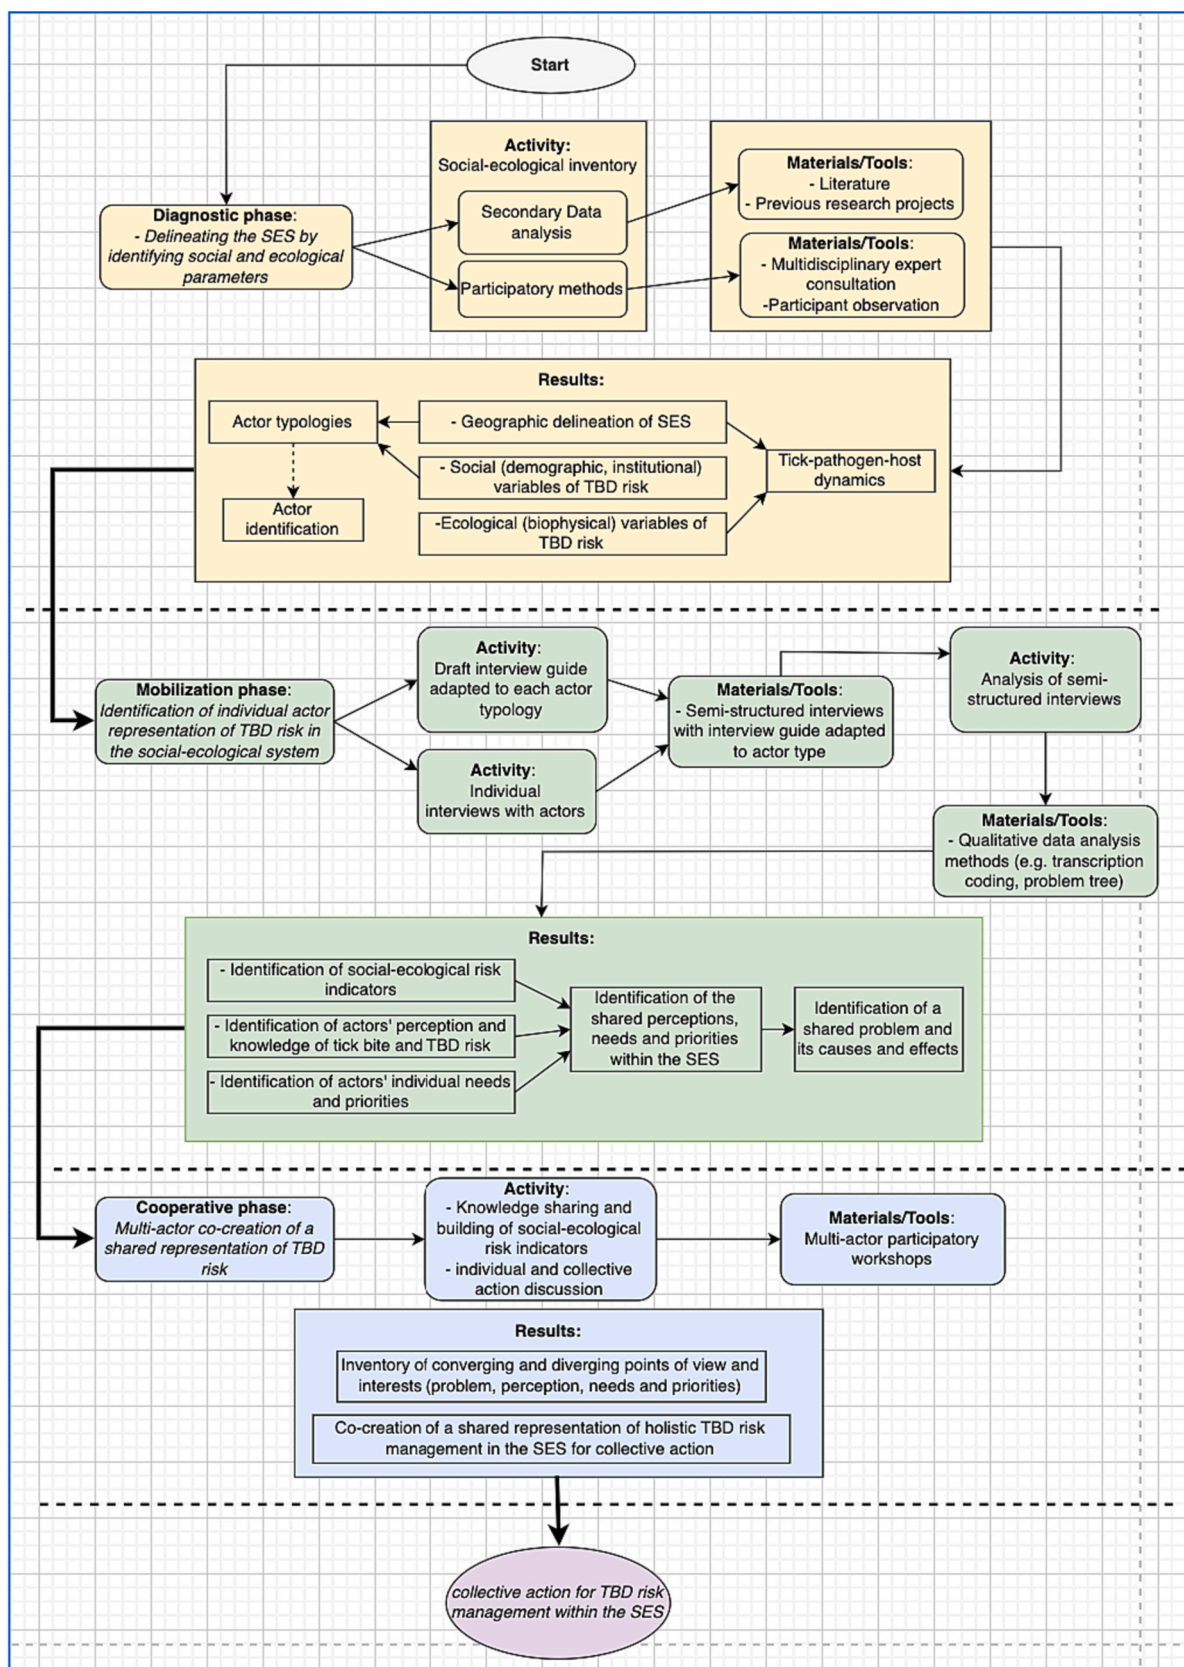 Start
Activity:
Social-ecological inventory
Secondary Data
analysis
Participatory methods
Materials/Tools:
- Literature
- Previous research projects
Materials/Tools:
- Multidisciplinary expert
consultation
-Participant observation
Diagnostic phase:
- Delineating the SES by
identifying social and ecological
parameters
Results:
Actor typologies
- Geographic delineation of SES
- Social (demographic, institutional)
variables of TBD risk
-Ecological (biophysical) variables of
TBD risk
Tick-pathogen-host
dynamics
Actor
identification
Mobilization phase:
Identification of individual actor
representation of TBD risk in
the social-ecological system
Activity:
Draft interview guide
adapted to each actor
typology
Activity:
Individual
interviews with actors
Materials/Tools:
- Semi-structured interviews
with interview guide adapted
to actor type
Activity:
Analysis of semi-
structured interviews
Materials/Tools:
- Qualitative data analysis
methods (e.g. transcription
coding, problem tree)
Results:
- Identification of social-ecological risk
indicators
- Identification of actors' perception and
knowledge of tick bite and TBD risk
- Identification of actors' individual needs
and priorities
Identification of the
shared perceptions,
needs and priorities
within the SES
Identification of a
shared problem and
its causes and effects
Cooperative phase:
Multi-actor co-creation of a
shared representation of TBD
risk
Activity:
- Knowledge sharing and
building of social-ecological
risk indicators
- individual and collective
action discussion
Materials/Tools:
Multi-actor participatory
workshops
Results:
Inventory of converging and diverging points of view and
interests (problem, perception, needs and priorities)
Co-creation of a shared representation of holistic TBD risk
management in the SES for collective action
collective action for TBD risk
management within the SES